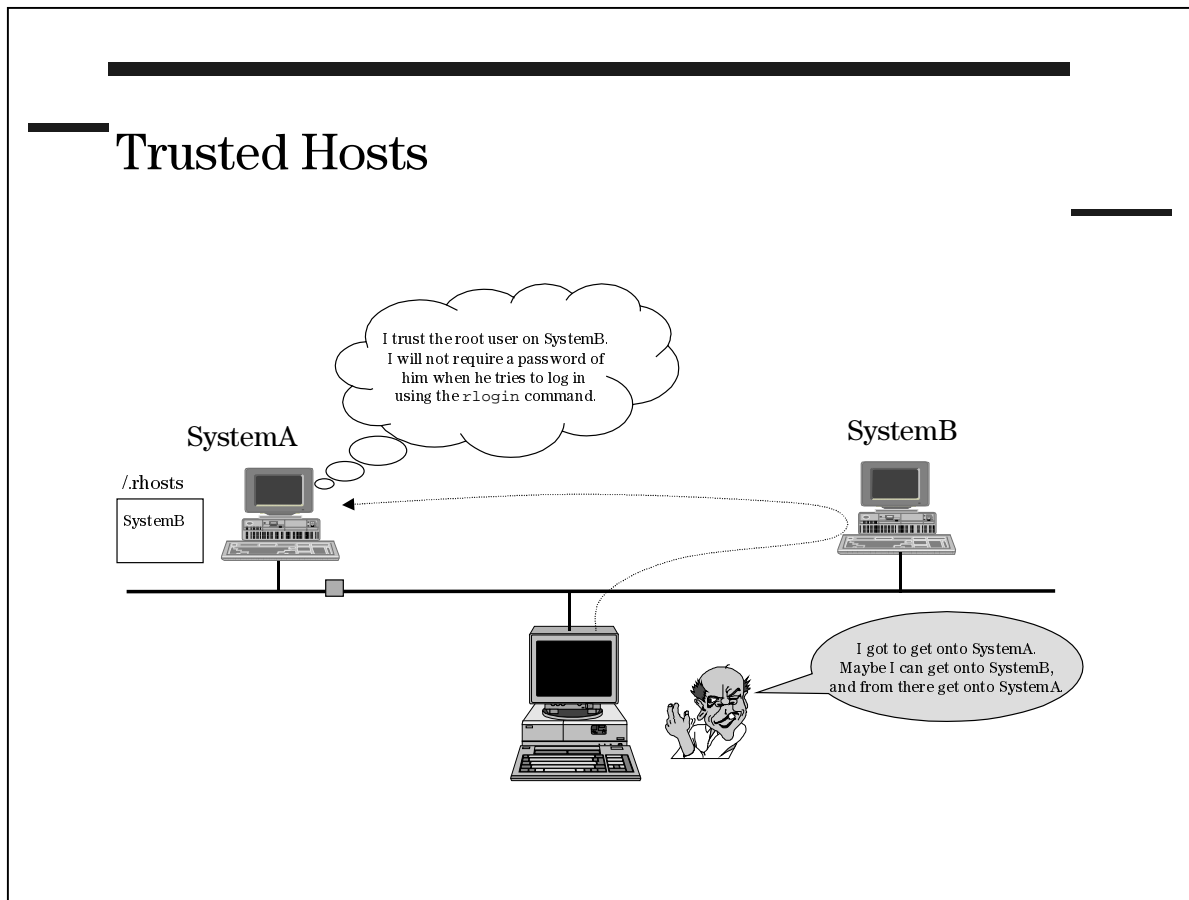 Trusted Hosts
I trust the root user on SystemB.
I will not require a password of
him when he tries to log in
using the rlogin command.
SystemA
SystemB
/.rhosts
SystemB
I got to get onto SystemA.
Maybe I can get onto SystemB,
and from there get onto SystemA.